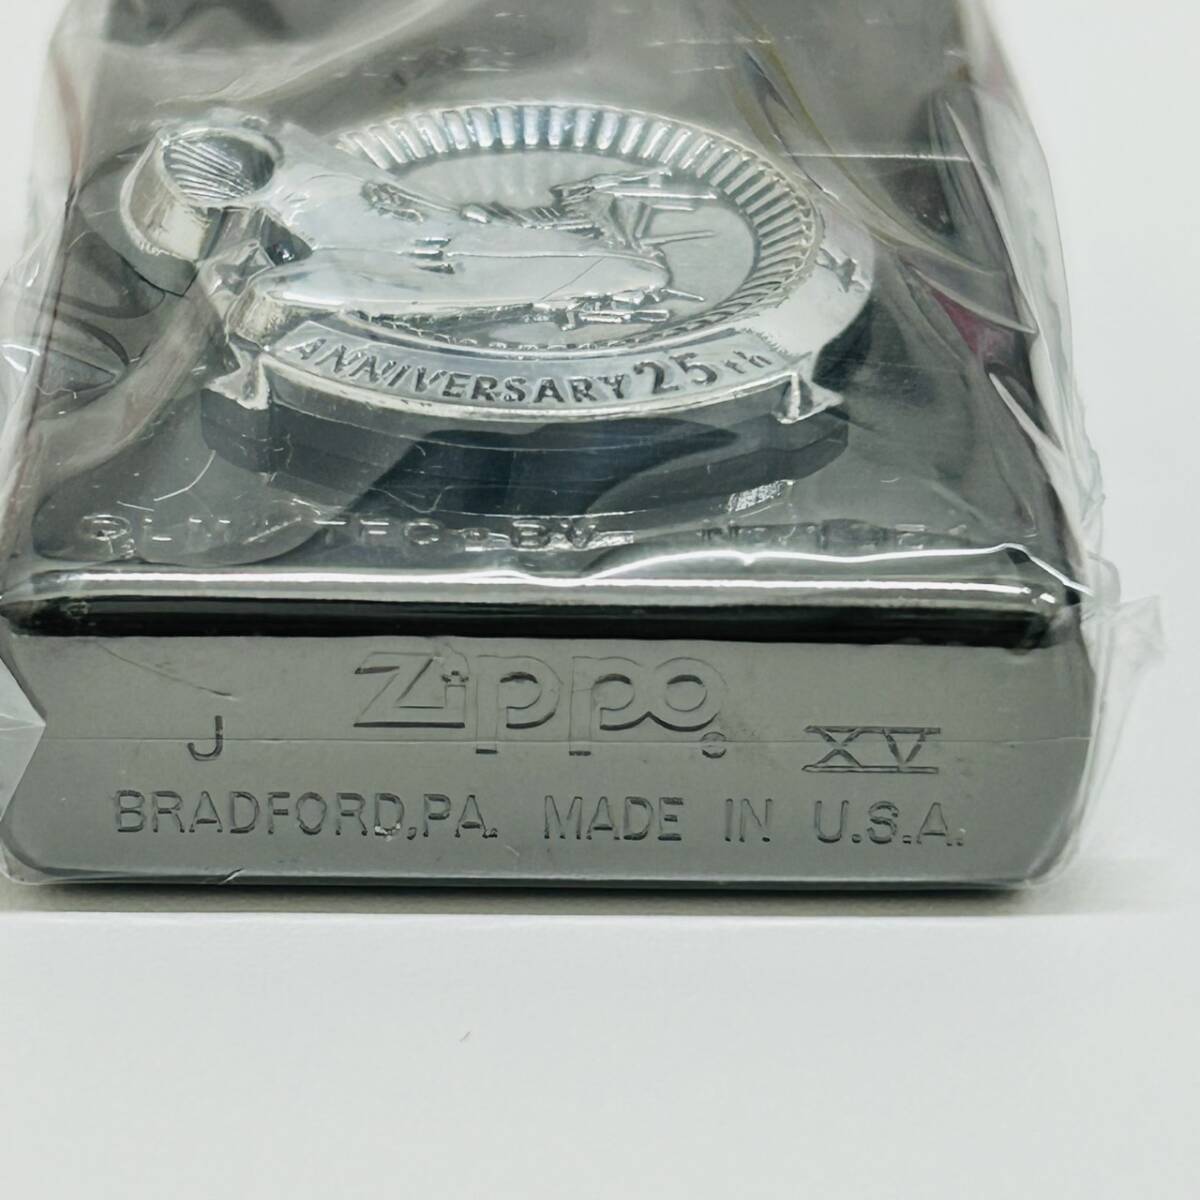 ANNIVERSARY 25th
Zippo
J XV
BRADFORD,PA. MADE IN U.S.A.